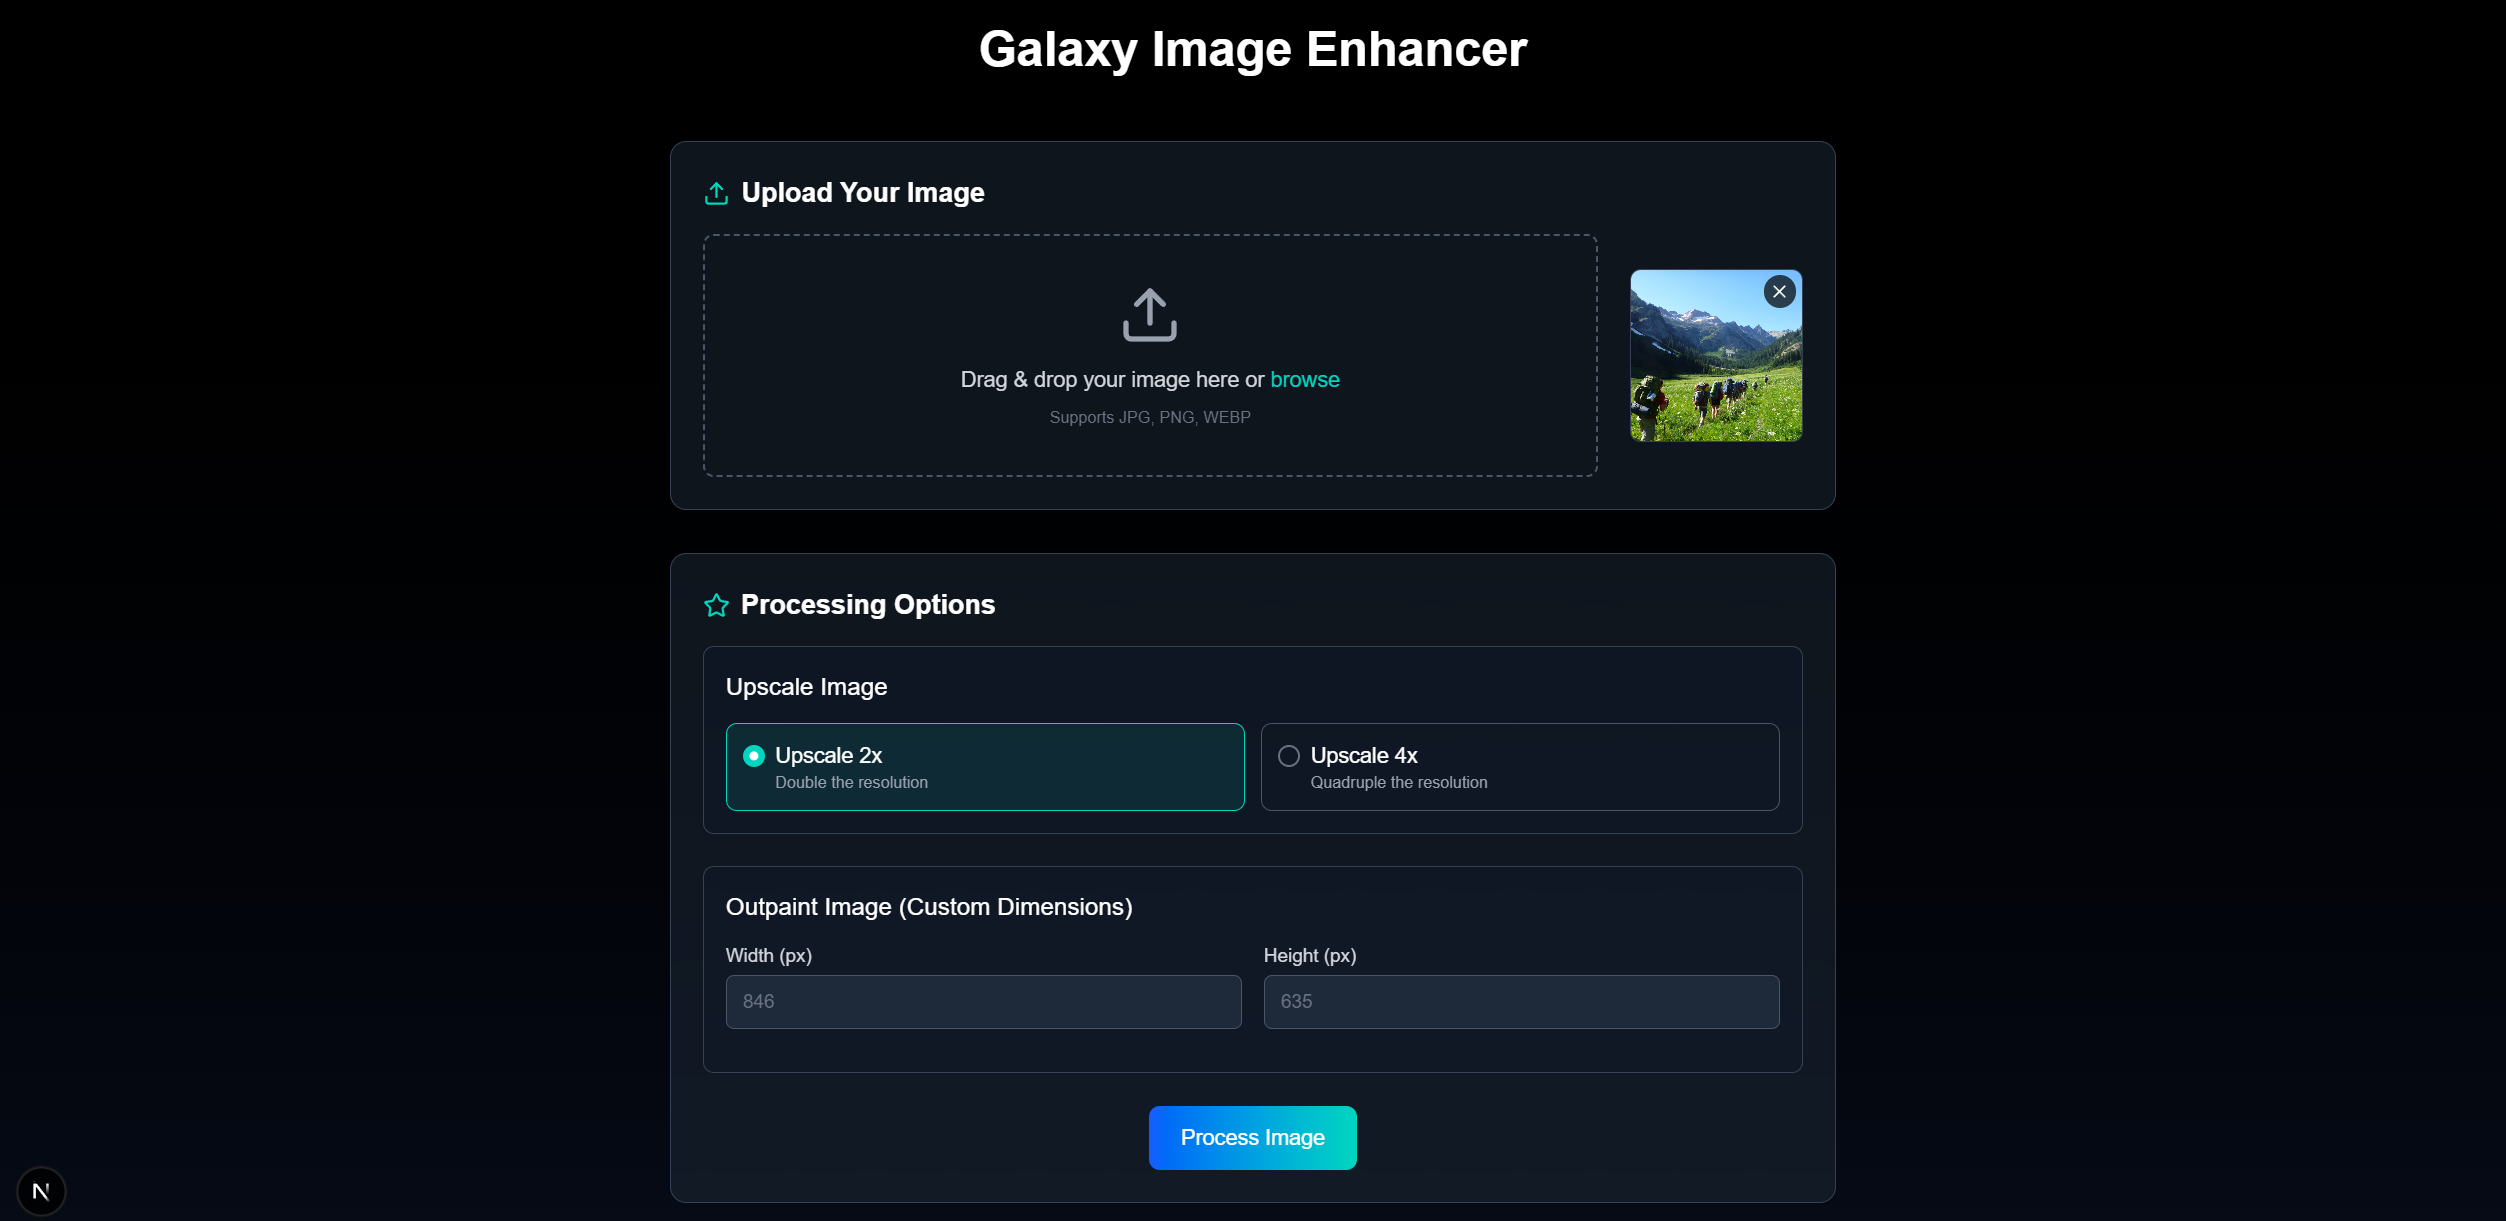 Galaxy Image Enhancer
Upload Your Image
Drag & drop your image here or browse
Supports JPG, PNG, WEBP
Processing Options
Upscale Image
Upscale 2x
Double the resolution
Upscale 4x
Quadruple the resolution
Outpaint Image (Custom Dimensions)
Width (px)
Height (px)
846
635
Process Image
N